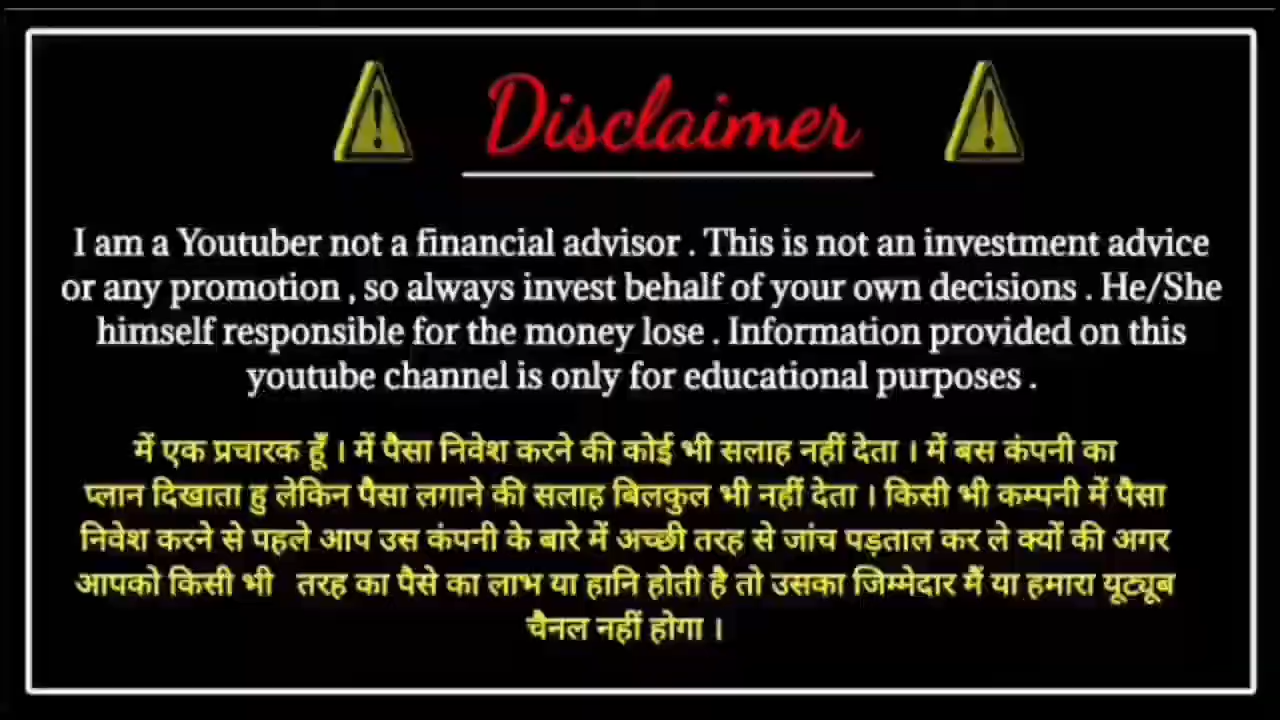 Disclaimer
I am a Youtuber not a financial advisor . This is not an investment advice
or any promotion , so always invest behalf of your own decisions . He/She
himself responsible for the money lose . Information provided on this
youtube channel is only for educational purposes .
में एक प्रचारक हूँ । में पैसा निवेश करने की कोई भी सलाह नहीं देता । में बस कंपनी का
प्लान दिखाता हु लेकिन पैसा लगाने की सलाह बिलकुल भी नहीं देता । किसी भी कम्पनी में पैसा
निवेश करने से पहले आप उस कंपनी के बारे में अच्छी तरह से जांच पड़ताल कर ले क्यों की अगर
आपको किसी भी तरह का पैसे का लाभ या हानि होती है तो उसका जिम्मेदार मैं या हमारा यूट्यूब
चैनल नहीं होगा ।